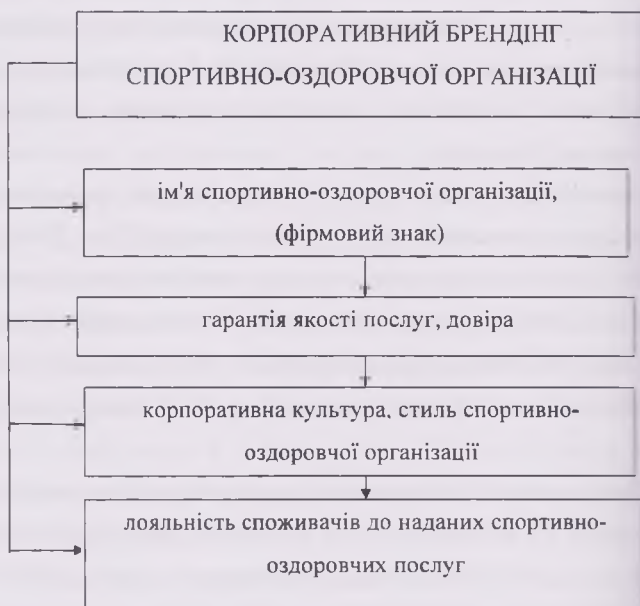 КОРПОРАТИВНИЙ БРЕНДІНГ
СПОРТИВНО-ОЗДОРОВЧОЇ ОРГАНІЗАЦІЇ
ім'я спортивно-оздоровчої організації,
(фірмовий знак)
гарантія якості послуг, довіра
корпоративна культура, стиль спортивно-
оздоровчої організації
лояльність споживачів до наданих спортивно-
оздоровчих послуг